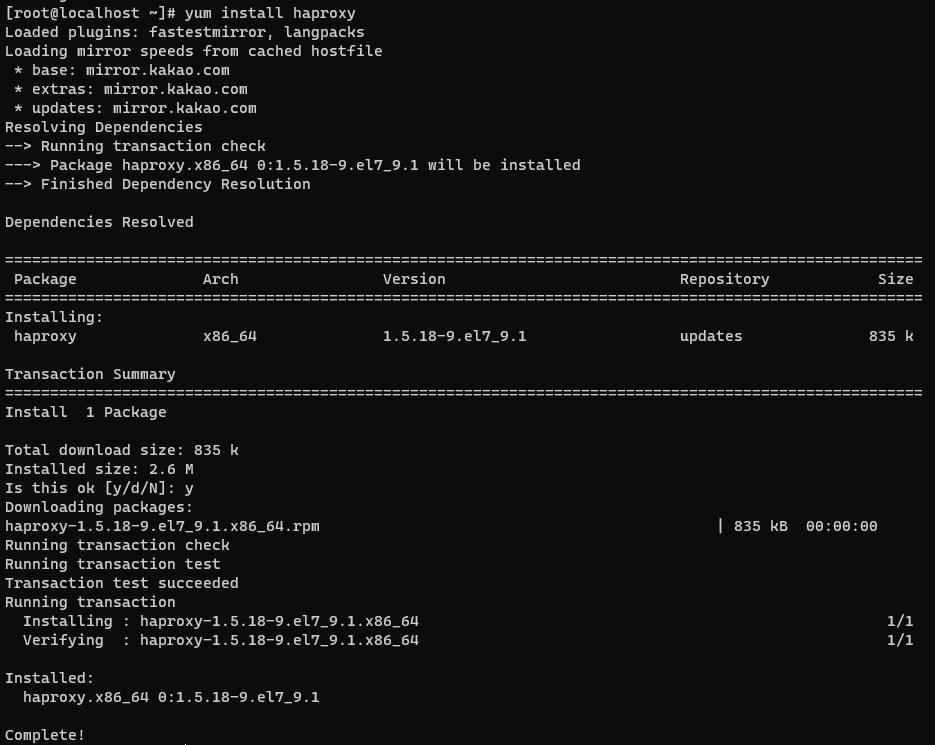 [root@localhost ~]# yum install haproxy
Loaded plugins: fastestmirror, langpacks
Loading mirror speeds from cached hostfile
 * base: mirror.kakao.com
 * extras: mirror.kakao.com
 * updates: mirror.kakao.com
Resolving Dependencies
--> Running transaction check
---> Package haproxy.x86_64 0:1.5.18-9.el7_9.1 will be installed
--> Finished Dependency Resolution

Dependencies Resolved

======================================================================================================
 Package              Arch                Version                          Repository            Size
======================================================================================================
Installing:
 haproxy              x86_64              1.5.18-9.el7_9.1                 updates              835 k

Transaction Summary
======================================================================================================
Install  1 Package

Total download size: 835 k
Installed size: 2.6 M
Is this ok [y/d/N]: y
Downloading packages:
haproxy-1.5.18-9.el7_9.1.x86_64.rpm                                            | 835 kB  00:00:00
Running transaction check
Running transaction test
Transaction test succeeded
Running transaction
  Installing : haproxy-1.5.18-9.el7_9.1.x86_64                                                    1/1
  Verifying  : haproxy-1.5.18-9.el7_9.1.x86_64                                                    1/1

Installed:
  haproxy.x86_64 0:1.5.18-9.el7_9.1

Complete!